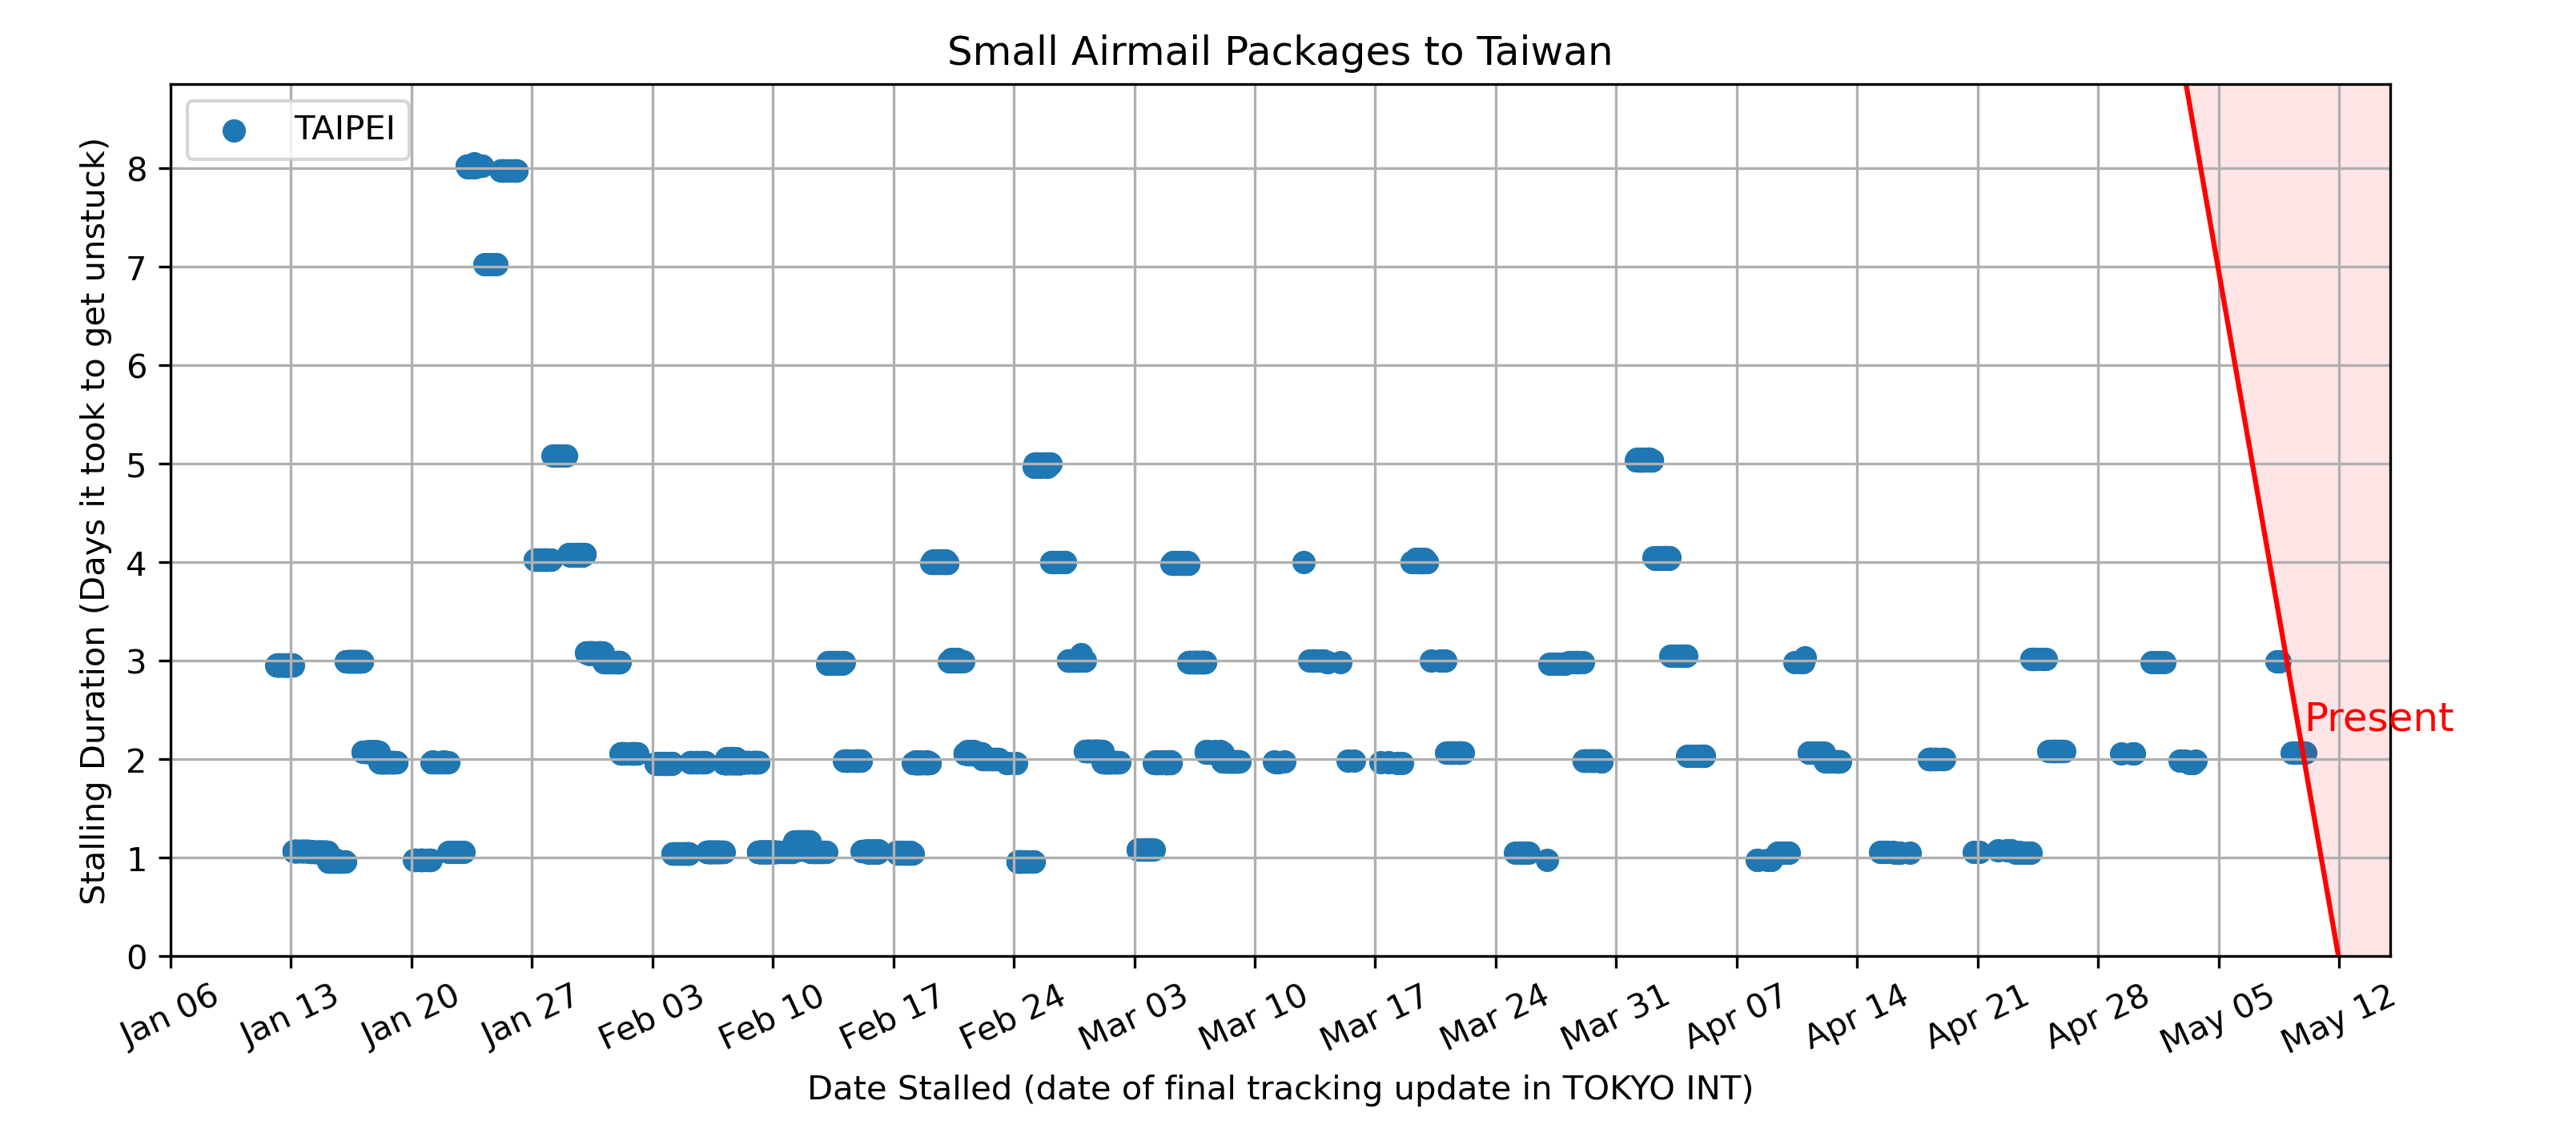 Small Airmail Packages to Taiwan
TAIPEI
Stalling Duration (Days it took to get unstuck)
8
7
6
5
4
3
2
1
0
Present
Jan 06
Jan 13
Jan 20
Jan 27
Feb 03
Feb 10
Feb 17
Feb 24
Mar 03
Mar 10
Mar 17
Mar 24
Mar 31
Apr 07
Apr 14
Apr 21
Apr 28
May 05
May 12
Date Stalled (date of final tracking update in TOKYO INT)